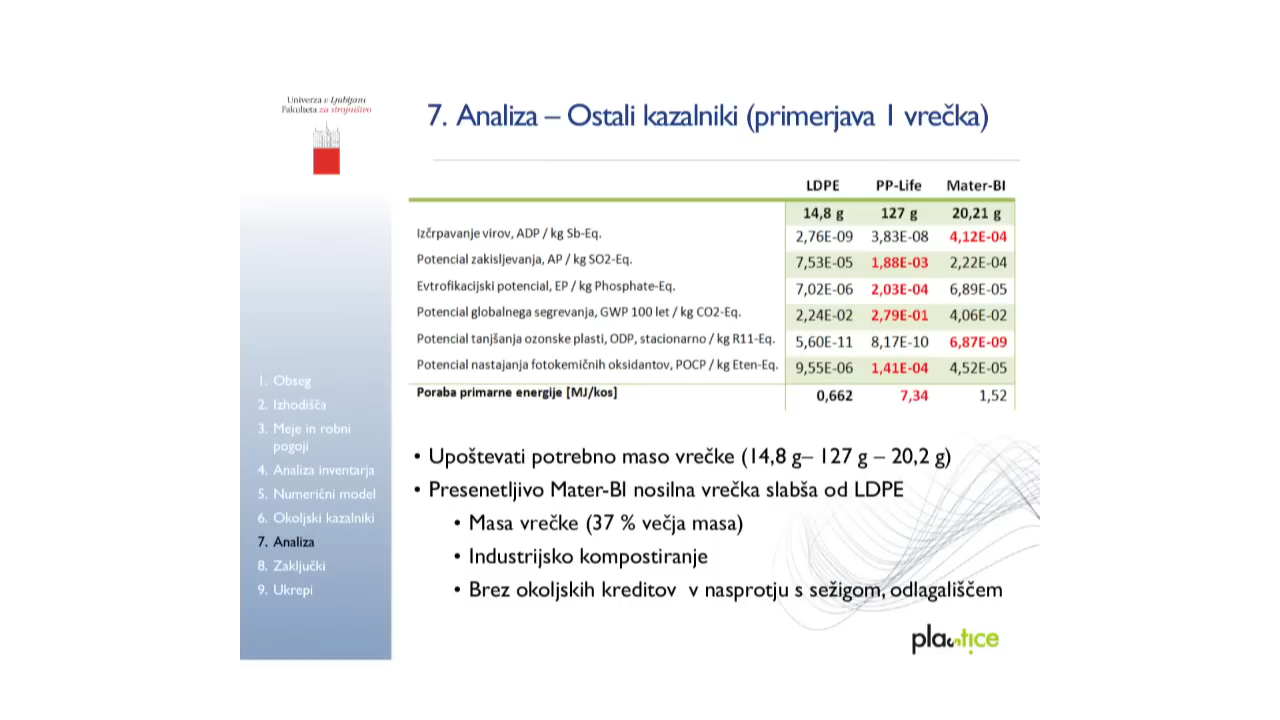 Univerza v Ljubljani
Fakulteta za strojništvo
7. Analiza – Ostali kazalniki (primerjava 1 vrečka)
LDPE PP-Life Mater-BI
14,8 g 127 g 20,21 g
Izčrpavanje virov, ADP / kg Sb-Eq. 2,76E-09 3,83E-08 4,12E-04
Potencial zakisljevanja, AP / kg SO2-Eq. 7,53E-05 1,88E-03 2,22E-04
Evtrofikacijski potencial, EP / kg Phosphate-Eq. 7,02E-06 2,03E-04 6,89E-05
Potencial globalnega segrevanja, GWP 100 let / kg CO2-Eq. 2,24E-02 2,79E-01 4,06E-02
Potencial tanjšanja ozonske plasti, ODP, stacionarno / kg R11-Eq. 5,60E-11 8,17E-10 6,87E-09
Potencial nastajanja fotokemičnih oksidantov, POCP / kg Eten-Eq. 9,55E-06 1,41E-04 4,52E-05
Poraba primarne energije [MJ/kos] 0,662 7,34 1,52
• Upoštevati potrebno maso vrečke (14,8 g– 127 g – 20,2 g)
• Presenetljivo Mater-BI nosilna vrečka slabša od LDPE
• Masa vrečke (37 % večja masa)
• Industrijsko kompostiranje
• Brez okoljskih kreditov v nasprotju s sežigom, odlagališčem
1. Obseg
2. Izhodišča
3. Meje in robni
pogoji
4. Analiza inventarja
5. Numerični model
6. Okoljski kazalniki
7. Analiza
8. Zaključki
9. Ukrepi
plastice